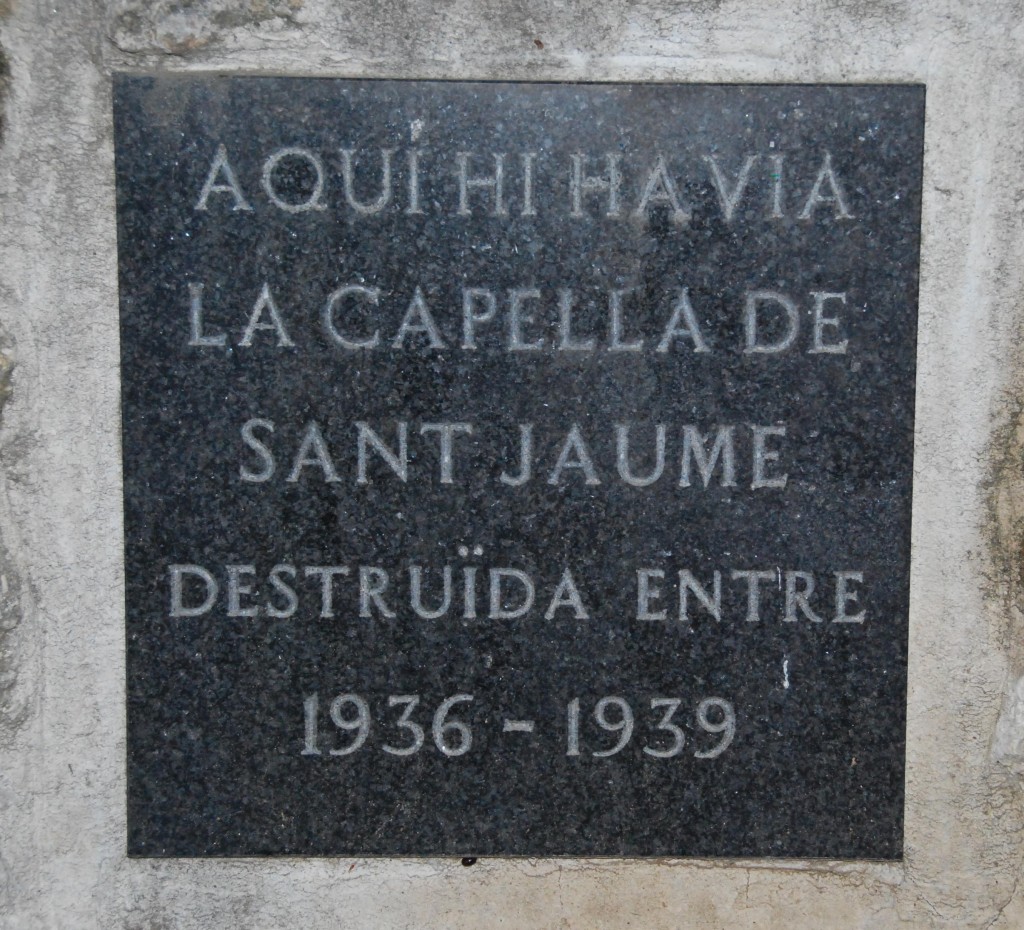 AQUÍ HI HAVIA
LA CAPELLA DE
SANT JAUME
DESTRUÏDA ENTRE
1936 - 1939